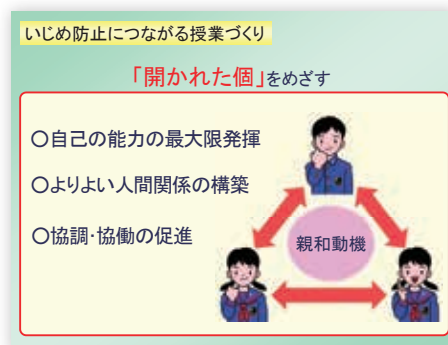 いじめ防止につながる授業づくり
「開かれた個」をめざす
〇自己の能力の最大限発揮
〇よりよい人間関係の構築
〇協調・協働の促進
親和動機